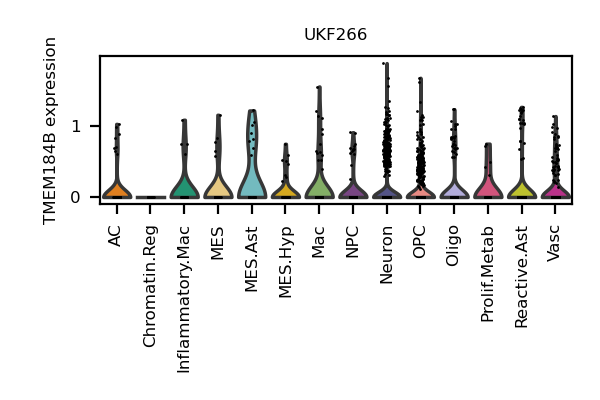 UKF266
TMEM184B expression
1
0
AC
Chromatin.Reg
Inflammatory.Mac
MES
MES.Ast
MES.Hyp
Mac
NPC
Neuron
OPC
Oligo
Prolif.Metab
Reactive.Ast
Vasc